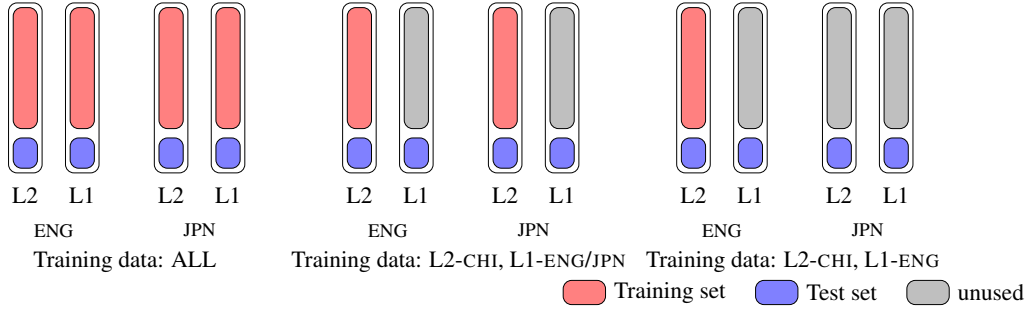 L2 L1 L2 L1 L2 L1 L2 L1 L2 L1 L2 L1
ENG JPN ENG JPN ENG JPN
Training data: ALL Training data: L2-CHI, L1-ENG/JPN Training data: L2-CHI, L1-ENG
Training set Test set unused